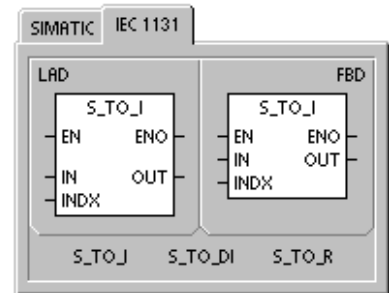 SIMATIC IEC 1131
LAD FBD
S_TO_I S_TO_I
EN ENO EN ENO
IN OUT IN OUT
INDX INDX
S_TO_I S_TO_DI S_TO_R